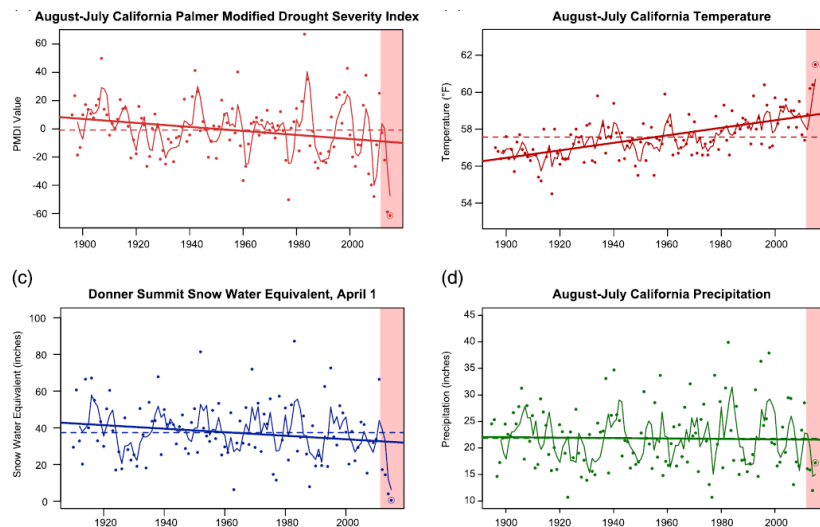 August-July California Palmer Modified Drought Severity Index
PMDI Value
60
40
20
0
-20
-40
-60
1900 1920 1940 1960 1980 2000
August-July California Temperature
Temperature (°F)
62
60
58
56
54
1900 1920 1940 1960 1980 2000
(c)
Donner Summit Snow Water Equivalent, April 1
Snow Water Equivalent (inches)
100
80
60
40
20
0
1920 1940 1960 1980 2000
(d)
August-July California Precipitation
Precipitation (inches)
45
40
35
30
25
20
15
10
1900 1920 1940 1960 1980 2000